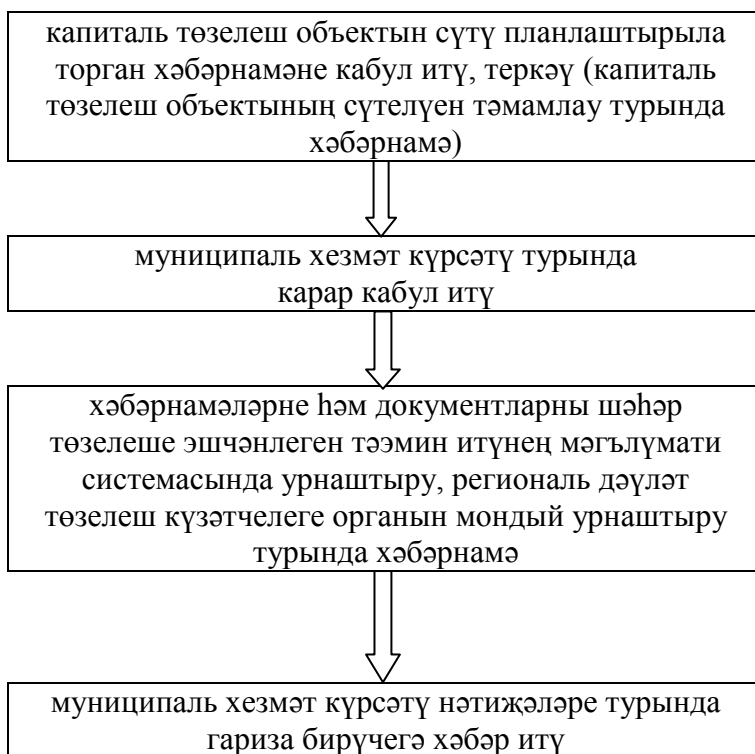 капиталь төзелеш объектын сүтү планлаштырыла
торган хәбәрнамәне кабул итү, теркәү (капиталь
төзелеш объектының сүтелүен тәмамлау турында
хәбәрнамә)
муниципаль хезмәт күрсәтү турында
карар кабул итү
хәбәрнамәләрне һәм документларны шәһәр
төзелеше эшчәнлеген тәэмин итүнең мәгълүмати
системасында урнаштыру, региональ дәүләт
төзелеш күзәтчелеге органын мондый урнаштыру
турында хәбәрнамә
муниципаль хезмәт күрсәтү нәтиҗәләре турында
гариза бирүчегә хәбәр итү